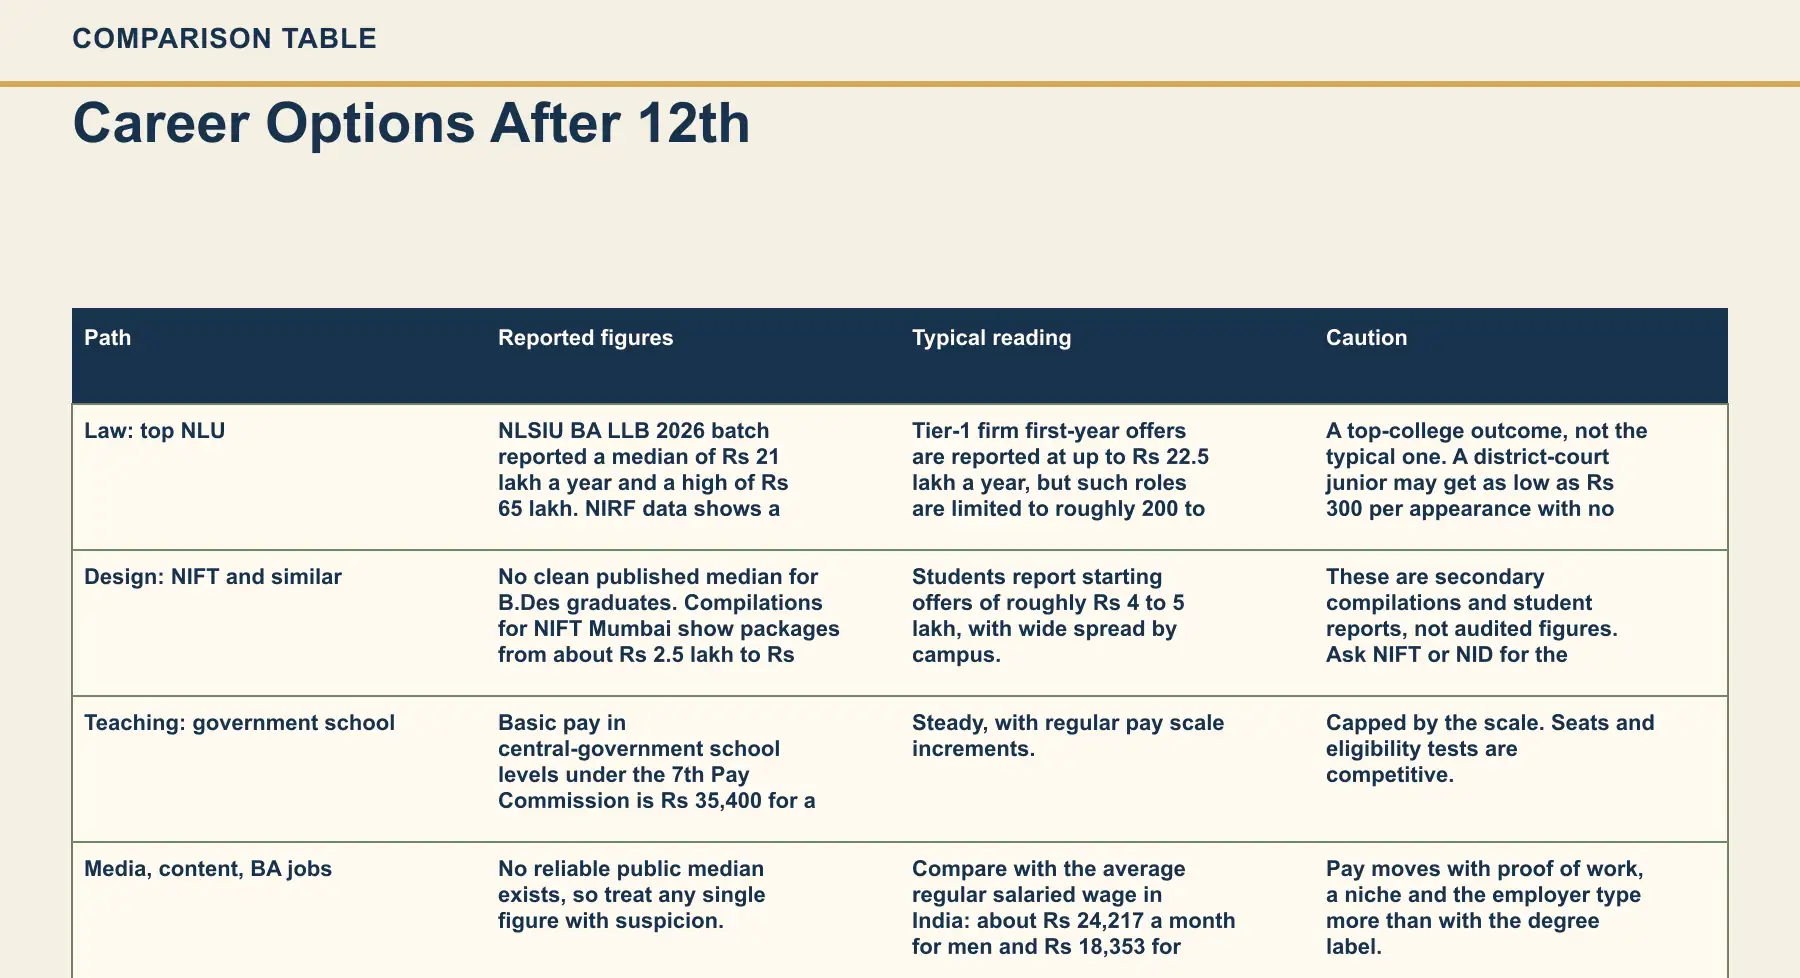 COMPARISON TABLE
Career Options After 12th
Path
Reported figures
Typical reading
Caution
Law: top NLU
NLSIU BA LLB 2026 batch
reported a median of Rs 21
lakh a year and a high of Rs
65 lakh. NIRF data shows a
Tier-1 firm first-year offers
are reported at up to Rs 22.5
lakh a year, but such roles
are limited to roughly 200 to
A top-college outcome, not the
typical one. A district-court
junior may get as low as Rs
300 per appearance with no
Design: NIFT and similar
No clean published median for
B.Des graduates. Compilations
for NIFT Mumbai show packages
from about Rs 2.5 lakh to Rs
Students report starting
offers of roughly Rs 4 to 5
lakh, with wide spread by
campus.
These are secondary
compilations and student
reports, not audited figures.
Ask NIFT or NID for the
Teaching: government school
Basic pay in
central-government school
levels under the 7th Pay
Commission is Rs 35,400 for a
Steady, with regular pay scale
increments.
Capped by the scale. Seats and
eligibility tests are
competitive.
Media, content, BA jobs
No reliable public median
exists, so treat any single
figure with suspicion.
Compare with the average
regular salaried wage in
India: about Rs 24,217 a month
for men and Rs 18,353 for
Pay moves with proof of work,
a niche and the employer type
more than with the degree
label.